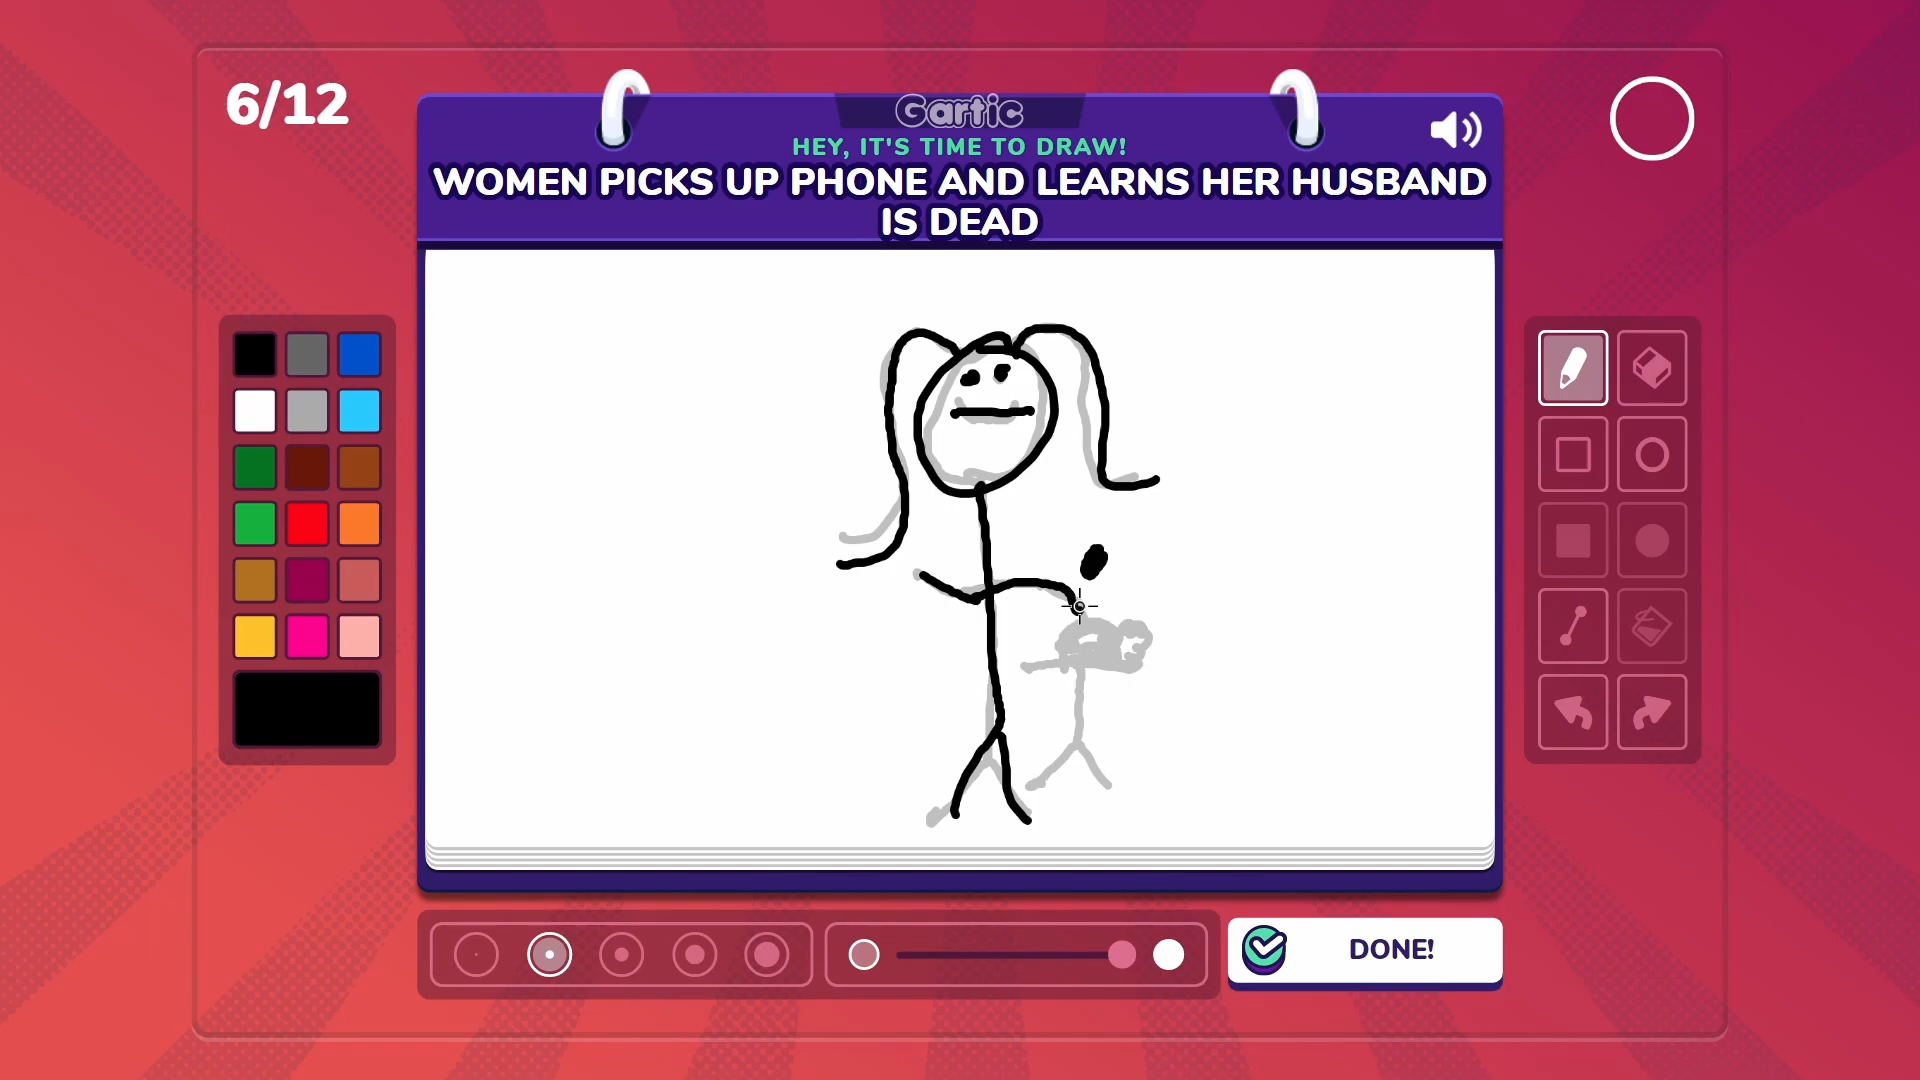 6/12
Gartic
HEY, IT'S TIME TO DRAW!
WOMEN PICKS UP PHONE AND LEARNS HER HUSBAND
IS DEAD
DONE!